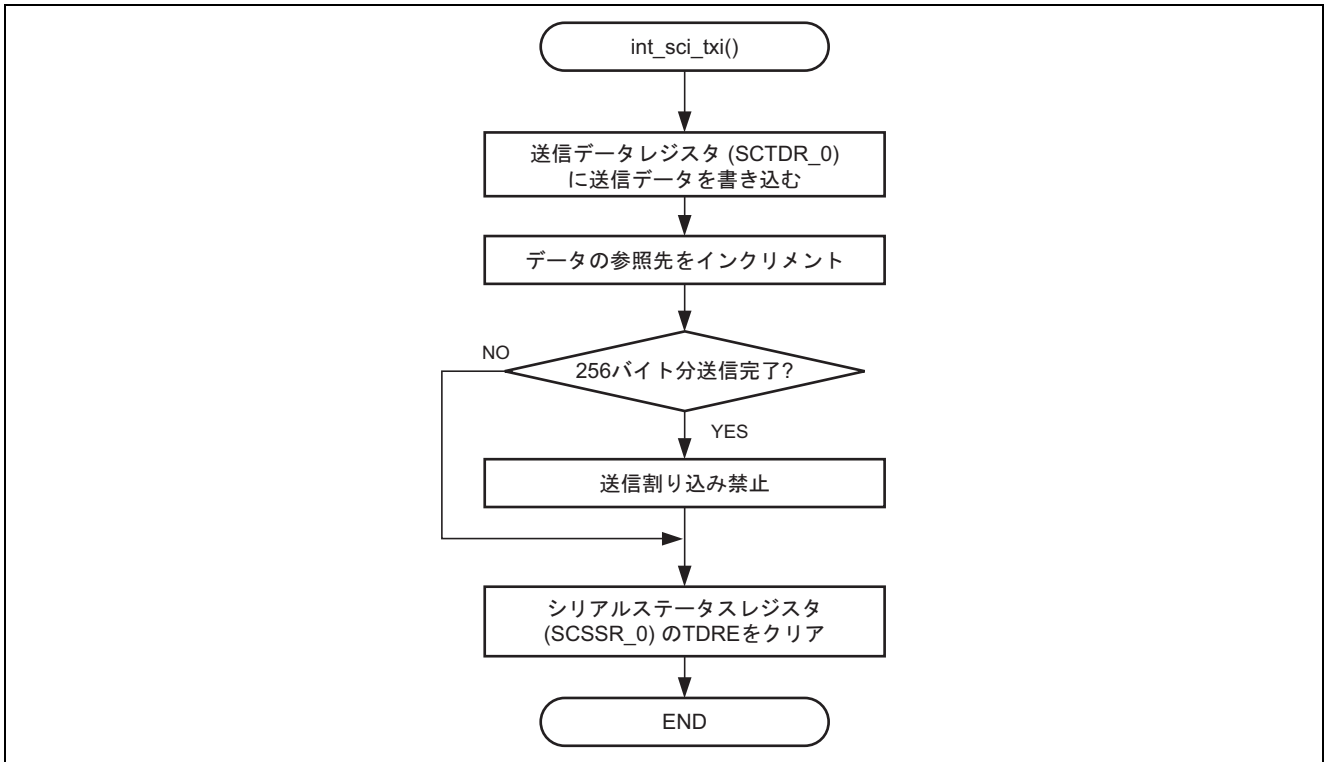 int_sci_txi()
送信データレジスタ (SCTDR_0)
に送信データを書き込む
データの参照先をインクリメント
256バイト分送信完了?
NO
YES
送信割り込み禁止
シリアルステータスレジスタ
(SCSSR_0) のTDREをクリア
END